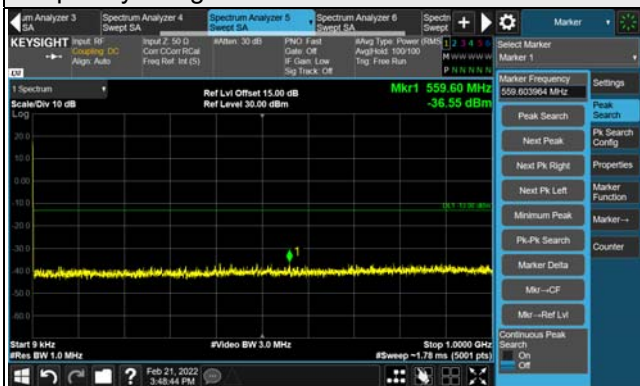 um Analyzer 3
SA
Spectrum Analyzer 4
Swept SA
Spectrum Analyzer 5
Swept SA
Spectrum Analyzer 6
Swept SA
Spectr
Swept
Marker
KEYSIGHT
Input: RF
Coupling: DC
Align: Auto
Input Z: 50 Ω
Corr CCorr RCal
Freq Ref: Int (S)
#Atten: 30 dB
PNO: Fast
Gate: Off
IF Gain: Low
Sig Track: Off
#Avg Type: Power (RMS)
Avg|Hold: 100/100
Trig: Free Run
1 2 3 4 5 6
M W W W W W
P N N N N N
Select Marker
Marker 1
1 Spectrum
Scale/Div 10 dB
Log
Ref Lvl Offset 15.00 dB
Ref Level 30.00 dBm
Mkr1 559.60 MHz
-36.55 dBm
20.0
10.0
0.00
-10.0
-20.0
-30.0
-40.0
-50.0
-60.0
DL1 -13.00 dBm
1
Start 9 kHz
#Res BW 1.0 MHz
#Video BW 3.0 MHz
Stop 1.0000 GHz
#Sweep ~1.78 ms (5001 pts)
Marker Frequency
559.603964 MHz
Peak Search
Next Peak
Next Pk Right
Next Pk Left
Minimum Peak
Pk-Pk Search
Marker Delta
Mkr→CF
Mkr→Ref Lvl
Continuous Peak
Search
On
Off
Settings
Peak
Search
Pk Search
Config
Properties
Marker
Function
Marker→
Counter
?
Feb 21, 2022
3:48:44 PM